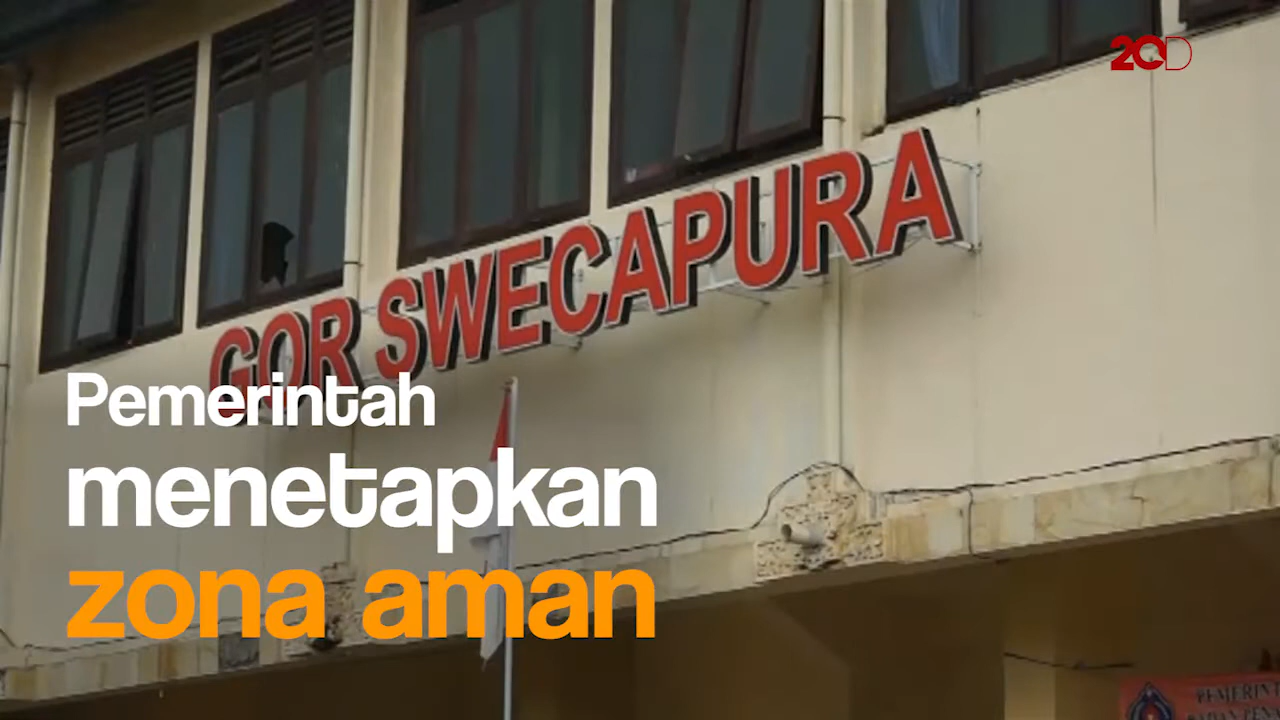 20D
GOR SWECAPURA
Pemerintah
menetapkan
zona aman